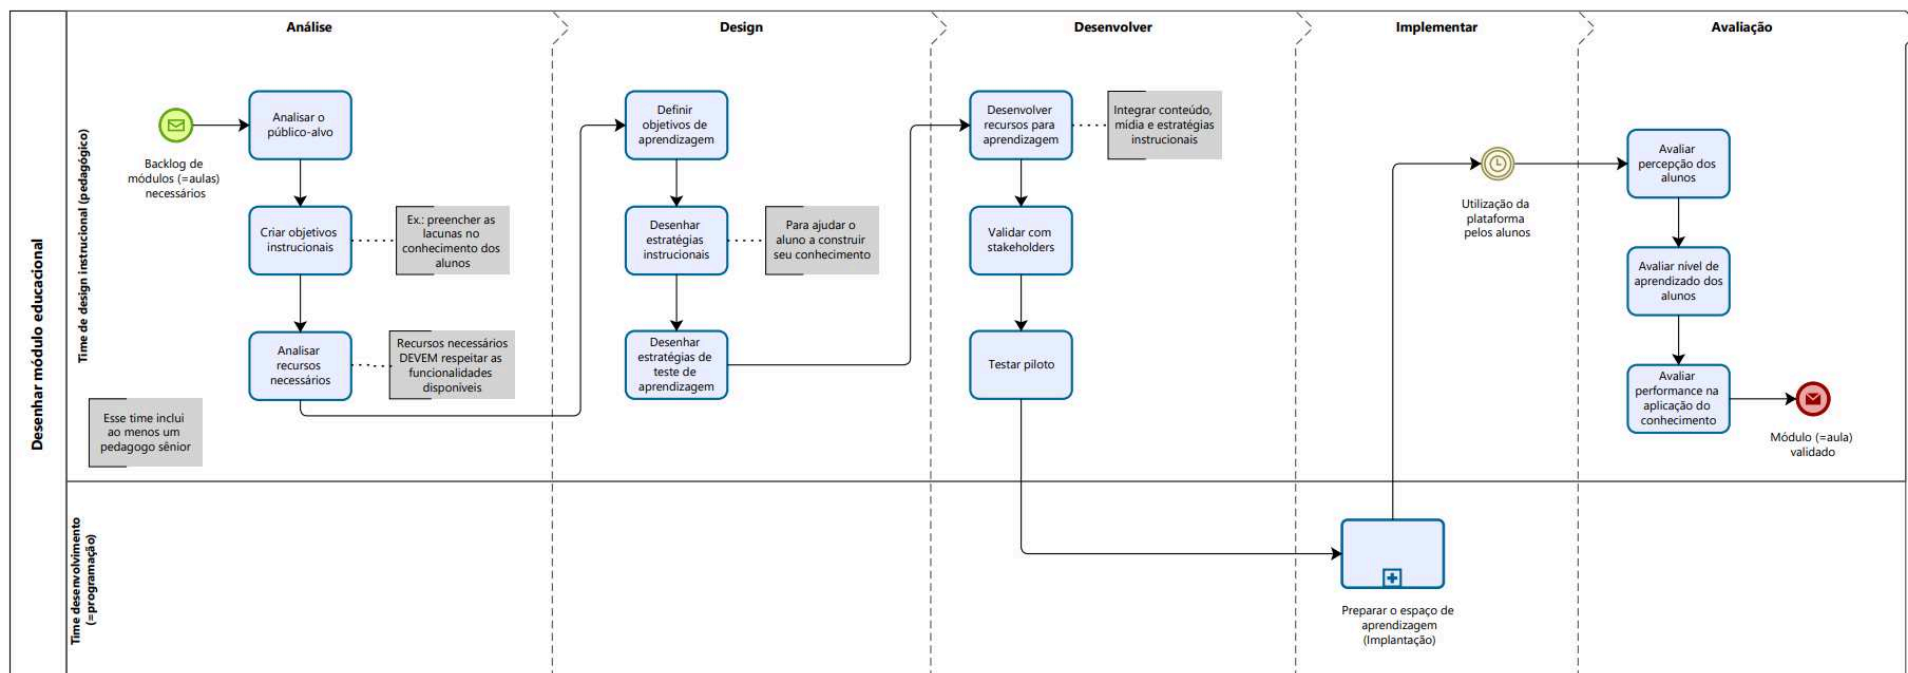 Análise
Design
Desenvolver
Implementar
Avaliação
Desenhar módulo educacional
Time de design instrucional (pedagógico)
Backlog de
módulos (=aulas)
necessários
Analisar o
público-alvo
Criar objetivos
instrucionais
Ex.: preencher as
lacunas no
conhecimento dos
alunos
Analisar
recursos
necessários
Recursos necessários
DEVEM respeitar as
funcionalidades
disponíveis
Esse time inclui
ao menos um
pedagogo sênior
Definir
objetivos de
aprendizagem
Desenhar
estratégias
instrucionais
Para ajudar o
aluno a construir
seu conhecimento
Desenhar
estratégias de
teste de
aprendizagem
Desenvolver
recursos para
aprendizagem
Integrar conteúdo,
mídia e estratégias
instrucionais
Validar com
stakeholders
Testar piloto
Utilização da
plataforma
pelos alunos
Avaliar
percepção dos
alunos
Avaliar nível de
aprendizado dos
alunos
Avaliar
performance na
aplicação do
conhecimento
Módulo (=aula)
validado
Time desenvolvimento
(=programação)
Preparar o espaço de
aprendizagem
(Implantação)